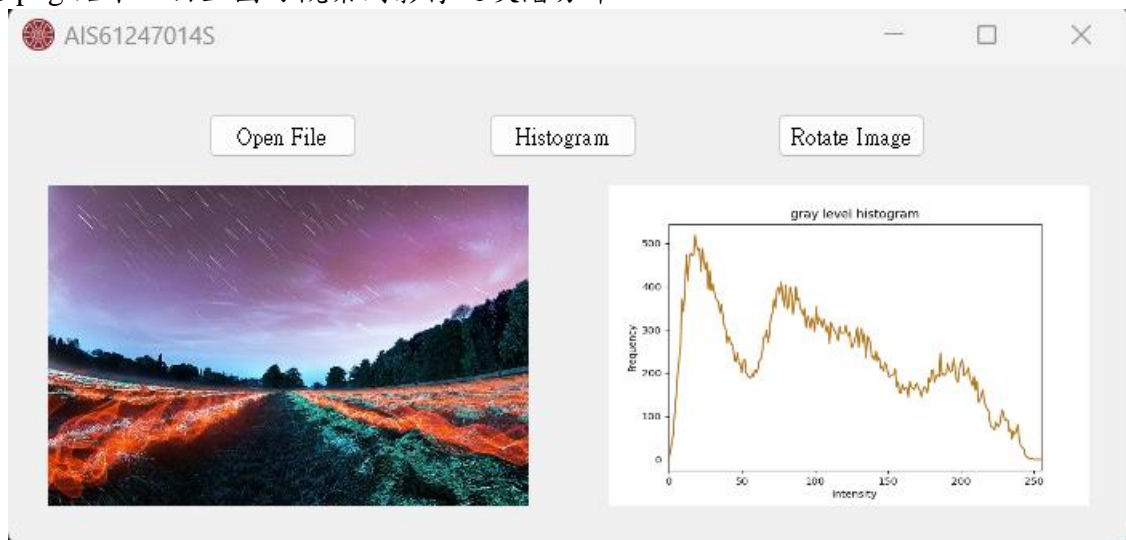 AIS61247014S
Open File
Histogram
Rotate Image
gray level histogram
Frequency
500
400
300
200
100
0
0 50 100 150 200 250
intensity